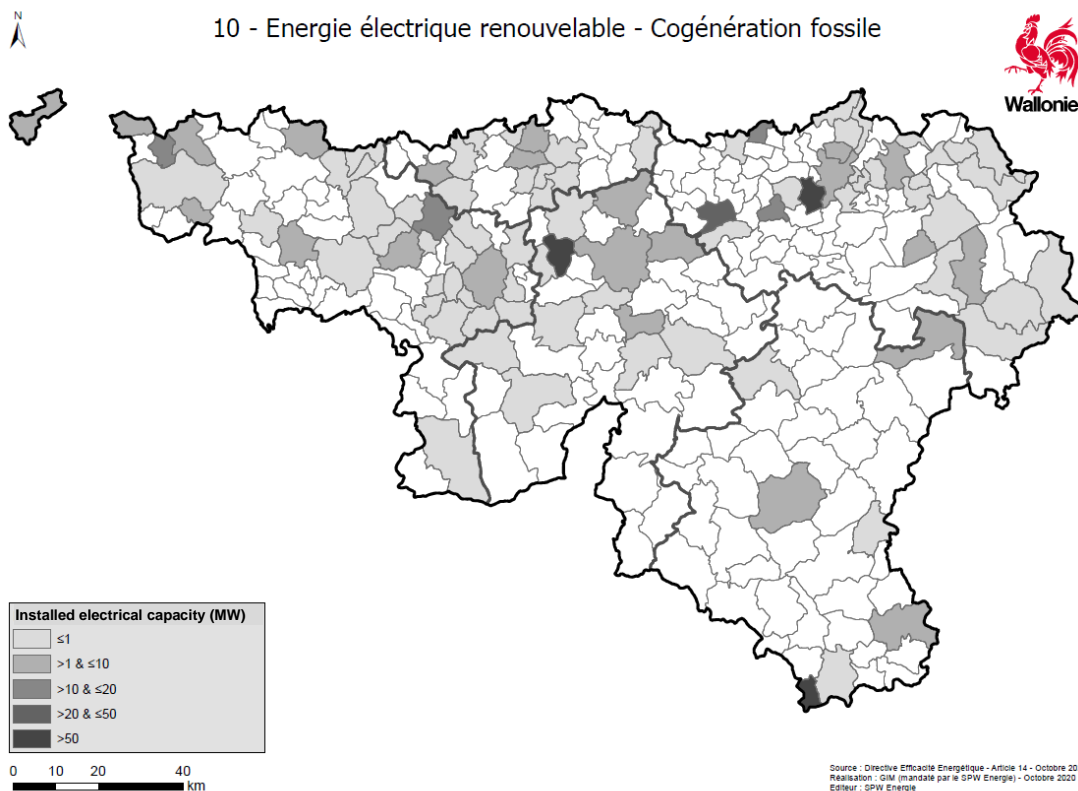 N
10 - Energie électrique renouvelable - Cogénération fossile
Wallonie
Installed electrical capacity (MW)
≤1
>1 & ≤10
>10 & ≤20
>20 & ≤50
>50
0 10 20 40
km
Source : Directive Efficacité Energétique - Article 14 - Octobre 20
Réalisation : GIM (mandaté par le SPW Energie) - Octobre 2020
Editeur : SPW Energie